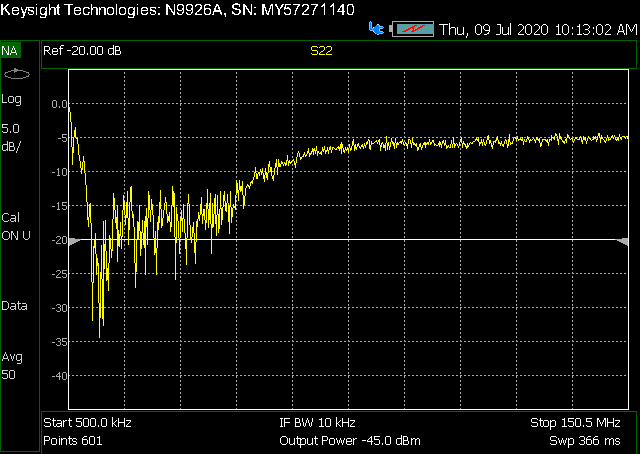 Keysight Technologies: N9926A, SN: MY57271140
Thu, 09 Jul 2020 10:13:02 AM
NA
Ref -20.00 dB
S22
Log
5.0
dB/
Cal
ON U
Data
Avg
50
0.0
-5
-10
-15
-20
-25
-30
-35
-40
Start 500.0 kHz
IF BW 10 kHz
Stop 150.5 MHz
Points 601
Output Power -45.0 dBm
Swp 366 ms